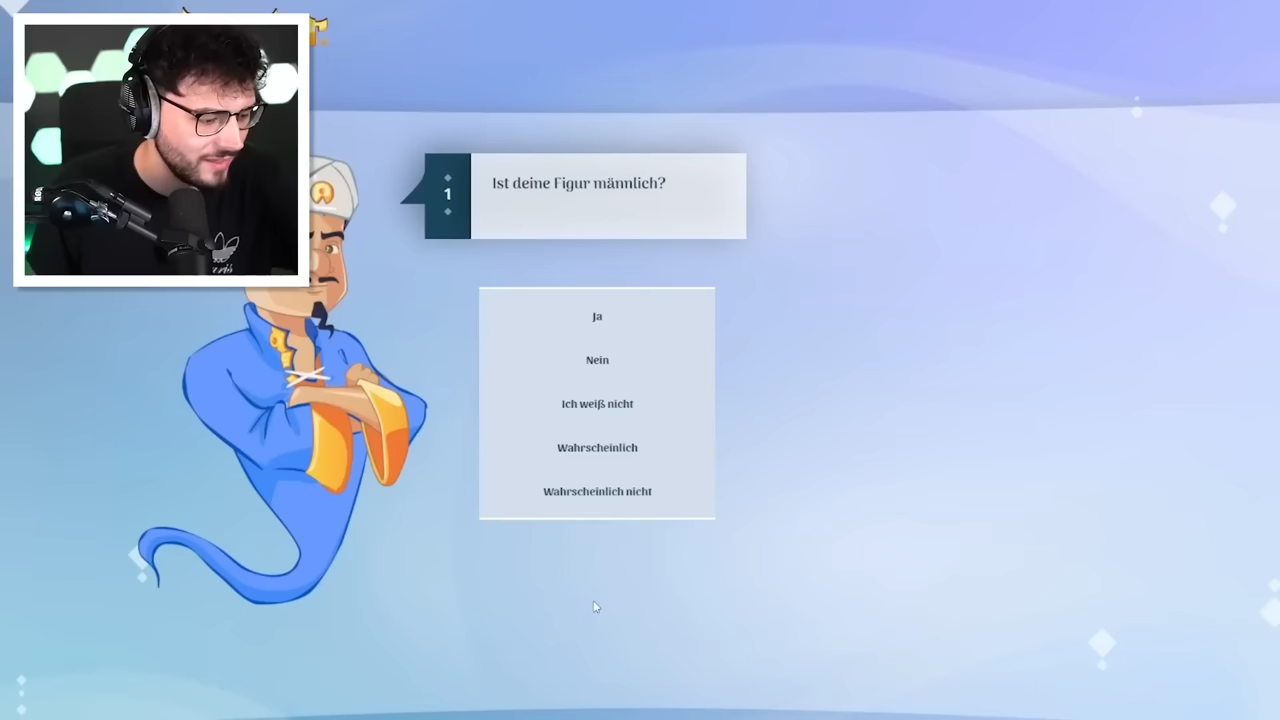 1
Ist deine Figur männlich?
Ja
Nein
Ich weiß nicht
Wahrscheinlich
Wahrscheinlich nicht